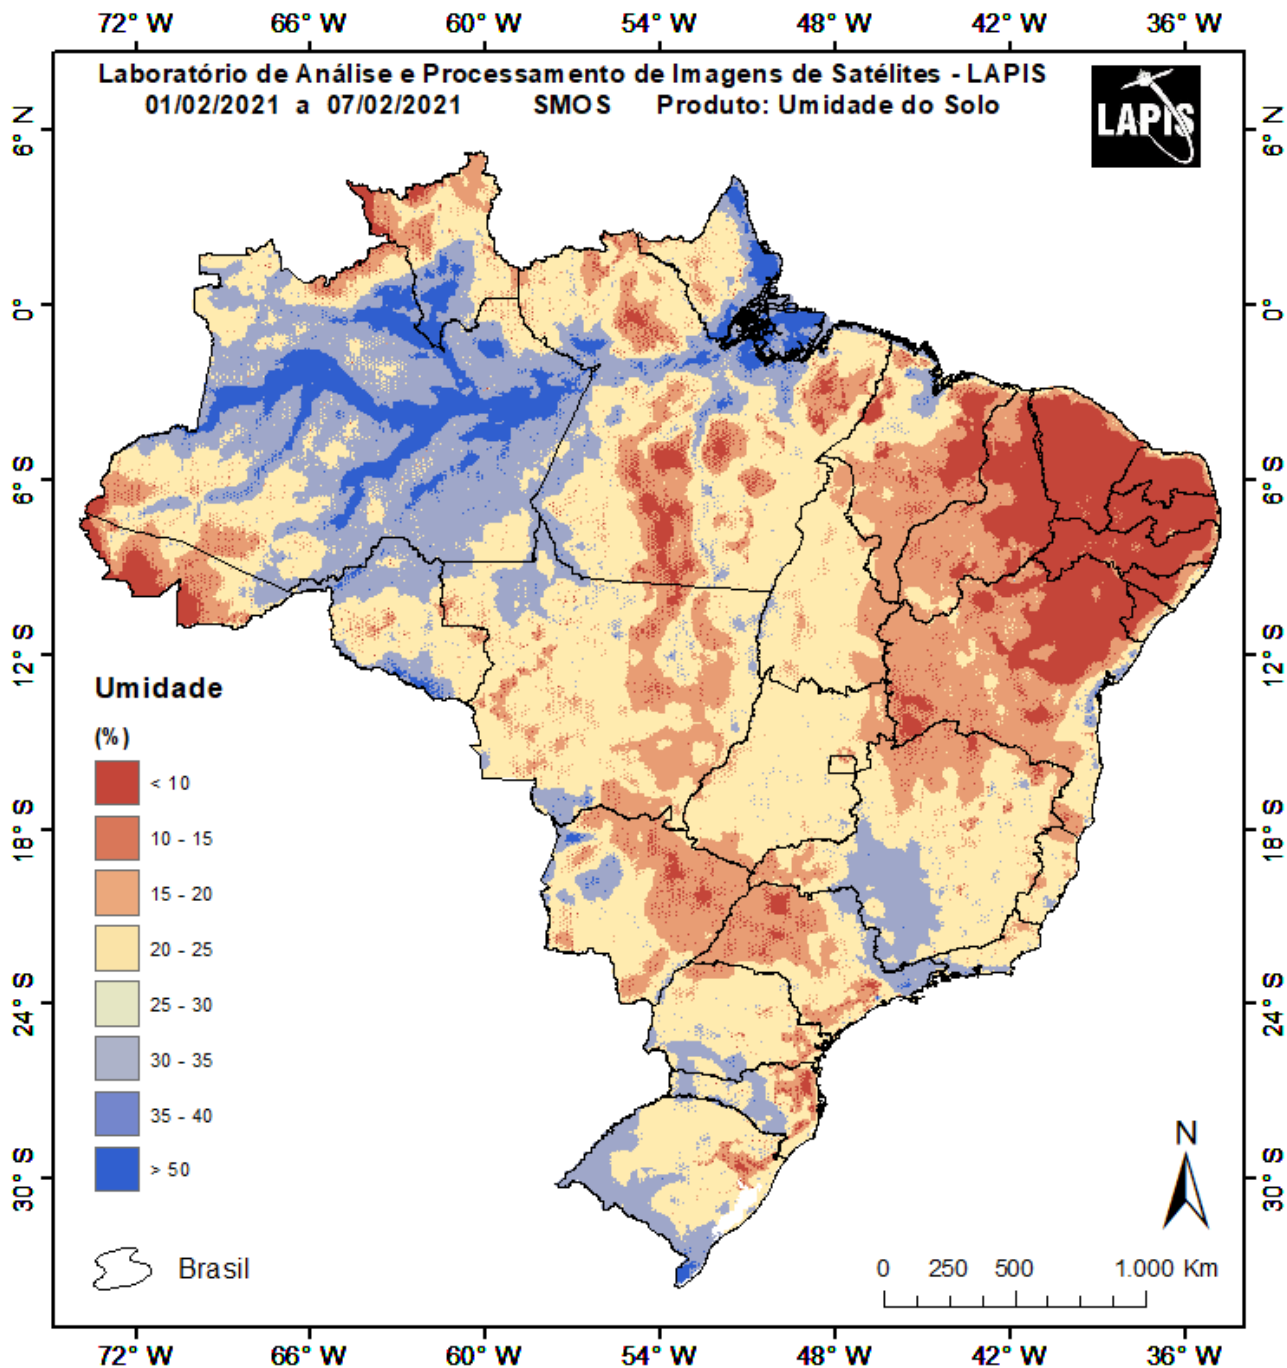 72° W 66° W 60° W 54° W 48° W 42° W 36° W
Laboratório de Análise e Processamento de Imagens de Satélites - LAPIS
01/02/2021 a 07/02/2021 SMOS Produto: Umidade do Solo
LAPIS
6° N
0°
6° S
12° S
18° S
24° S
30° S
6° N
0°
6° S
12° S
18° S
24° S
30° S
Umidade
(%)
< 10
10 - 15
15 - 20
20 - 25
25 - 30
30 - 35
35 - 40
> 50
Brasil
N
0 250 500 1.000 Km
72° W 66° W 60° W 54° W 48° W 42° W 36° W